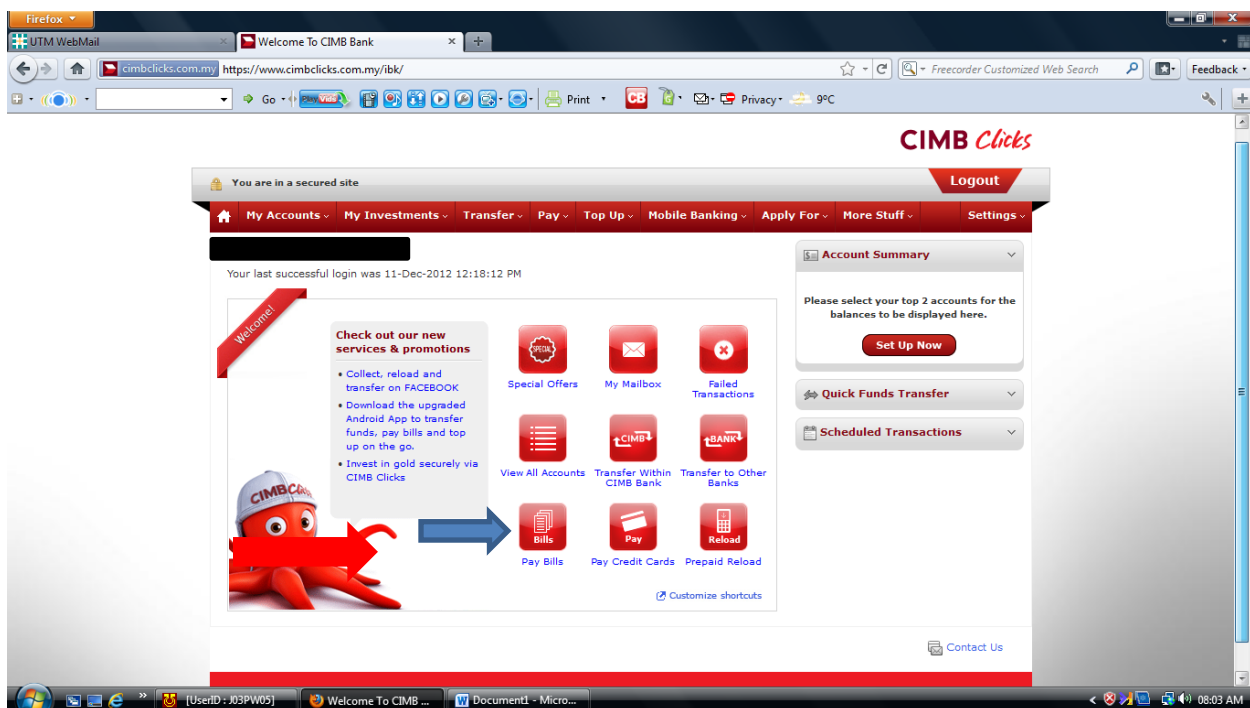 Firefox
UTM WebMail
Welcome To CIMB Bank
cimbclicks.com.my https://www.cimbclicks.com.my/ibk/
Freecorder Customized Web Search
Feedback
Go
Print
CB
Privacy
9°C
CIMB Clicks
You are in a secured site
Logout
My Accounts
My Investments
Transfer
Pay
Top Up
Mobile Banking
Apply For
More Stuff
Settings
Your last successful login was 11-Dec-2012 12:18:12 PM
Welcome!
Check out our new
services & promotions
• Collect, reload and
transfer on FACEBOOK
• Download the upgraded
Android App to transfer
funds, pay bills and top
up on the go.
• Invest in gold securely via
CIMB Clicks
SPECIAL
Special Offers
My Mailbox
Failed
Transactions
View All Accounts
CIMB
Transfer Within
CIMB Bank
BANK
Transfer to Other
Banks
Bills
Pay Bills
Pay
Pay Credit Cards
Reload
Prepaid Reload
Customize shortcuts
Account Summary
Please select your top 2 accounts for the
balances to be displayed here.
Set Up Now
Quick Funds Transfer
Scheduled Transactions
Contact Us
[UserID : J03PW05]
Welcome To CIMB ...
Document1 - Micro...
08:03 AM